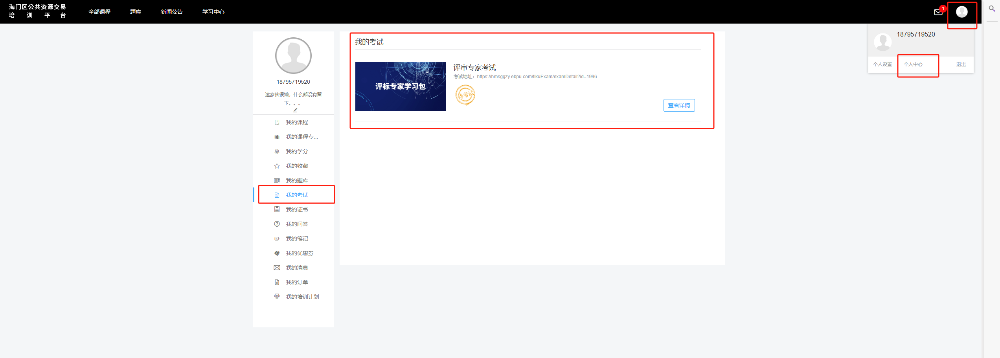 海门区公共资源交易
培训平台
全部课程
题库
新闻公告
学习中心
1
18795719520
个人设置
个人中心
退出
18795719520
这家伙很懒，什么都没有留
下。。。
我的课程
我的课程专...
我的学分
我的收藏
我的题库
我的考试
我的证书
我的问答
我的笔记
我的优惠券
我的消息
我的订单
我的培训计划
我的考试
评标专家学习包
评审专家考试
考试地址：https://hmsggzy.ebpu.com/tikuExam/examDetail?id=1996
待考试
查看详情